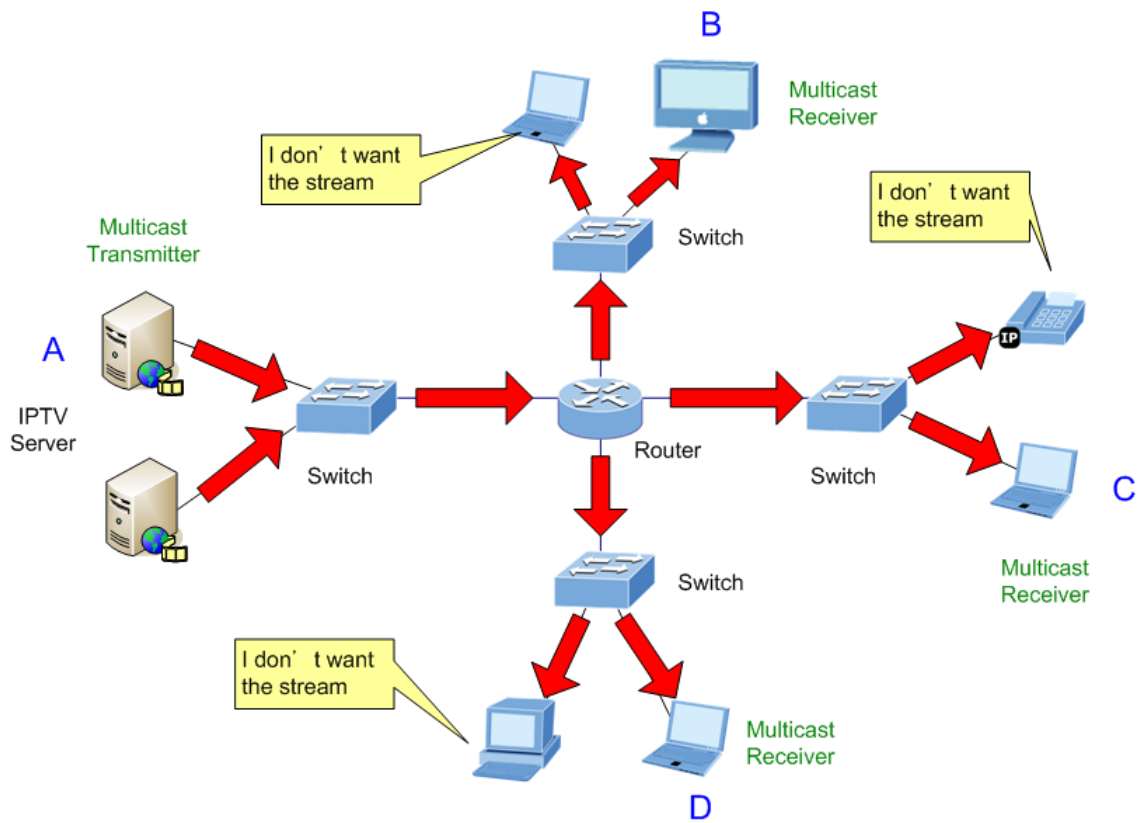 B
Multicast
Receiver
I don’t want
the stream
I don’t want
the stream
Switch
Multicast
Transmitter
A
IP
IPTV
Server
Router
Switch
Switch
C
Switch
Multicast
Receiver
I don’t want
the stream
Multicast
Receiver
D